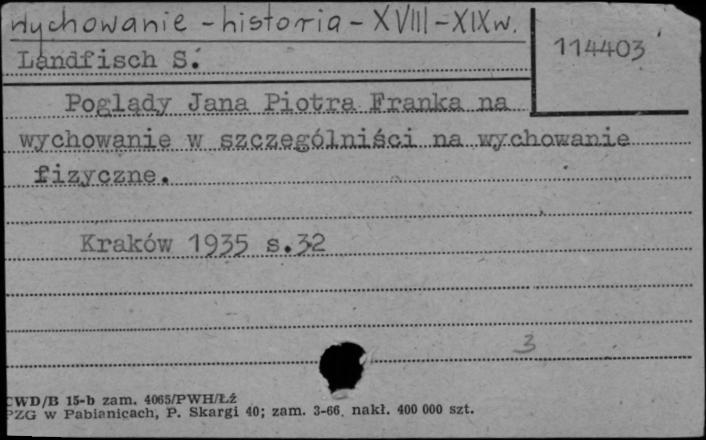 wychowanie - historia - XVIII - XIX w.
114403
Landfisch S.
Poglądy Jana Piotra Franka na
wychowanie w szczególniści na wychowanie
fizyczne.
Kraków 1935 s.32
3
CWD/B 15-b zam. 4065/PWH/Łź
PZG w Pabianicach, P. Skargi 40; zam. 3-66. nakł. 400 000 szt.